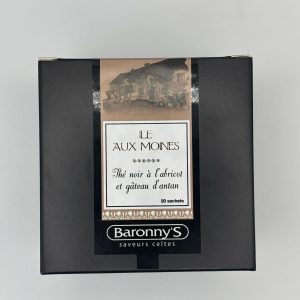 ILE
AUX MOINES
Thé noir à l'abricot
et gâteau d'antan
20 sachets
BARONNY'S
saveurs celtes